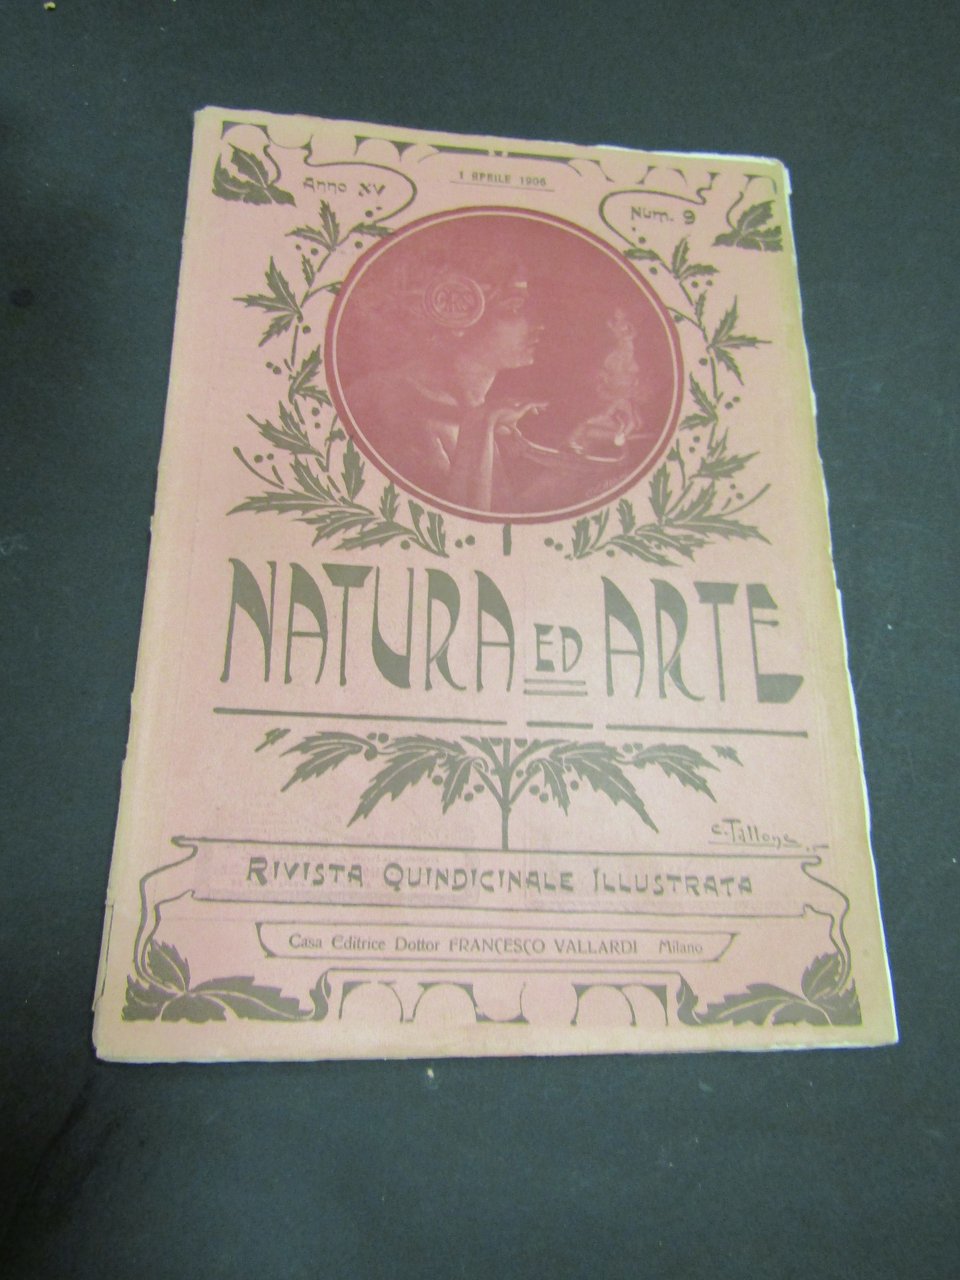 1 APRILE 1906
Anno XV
Num. 9
NATURA ED ARTE
C. Tallone
RIVISTA QUINDICINALE ILLUSTRATA
Casa Editrice Dottor FRANCESCO VALLARDI Milano